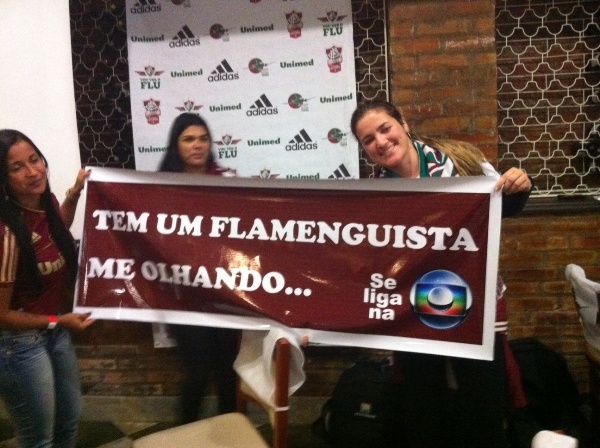 TEM UM FLAMENGUISTA
ME OLHANDO...
Se
liga
na
adidas
Unimed
adidas
Unimed
FLU
Unimed
adidas
Unimed
FLU
Unimed
adidas
Unimed
adidas
FLU
adidas